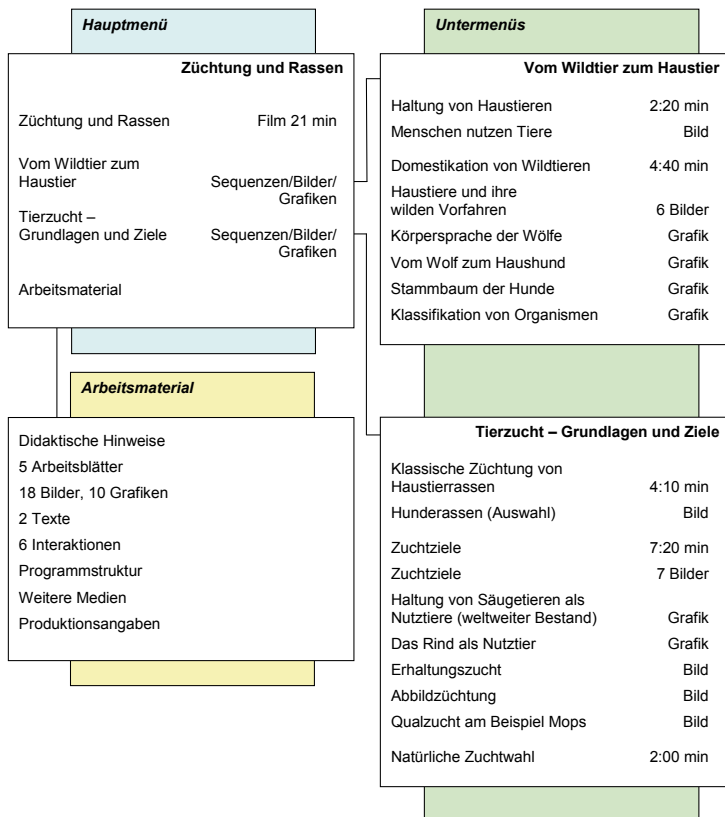 Hauptmenü
Züchtung und Rassen
Züchtung und Rassen Film 21 min
Vom Wildtier zum
Haustier Sequenzen/Bilder/
Grafiken
Tierzucht –
Grundlagen und Ziele Sequenzen/Bilder/
Grafiken
Arbeitsmaterial
Arbeitsmaterial
Didaktische Hinweise
5 Arbeitsblätter
18 Bilder, 10 Grafiken
2 Texte
6 Interaktionen
Programmstruktur
Weitere Medien
Produktionsangaben
Untermenüs
Vom Wildtier zum Haustier
Haltung von Haustieren 2:20 min
Menschen nutzen Tiere Bild
Domestikation von Wildtieren 4:40 min
Haustiere und ihre
wilden Vorfahren 6 Bilder
Körpersprache der Wölfe Grafik
Vom Wolf zum Haushund Grafik
Stammbaum der Hunde Grafik
Klassifikation von Organismen Grafik
Tierzucht – Grundlagen und Ziele
Klassische Züchtung von
Haustierrassen 4:10 min
Hunderassen (Auswahl) Bild
Zuchtziele 7:20 min
Zuchtziele 7 Bilder
Haltung von Säugetieren als
Nutztiere (weltweiter Bestand) Grafik
Das Rind als Nutztier Grafik
Erhaltungszucht Bild
Abbildzüchtung Bild
Qualzucht am Beispiel Mops Bild
Natürliche Zuchtwahl 2:00 min